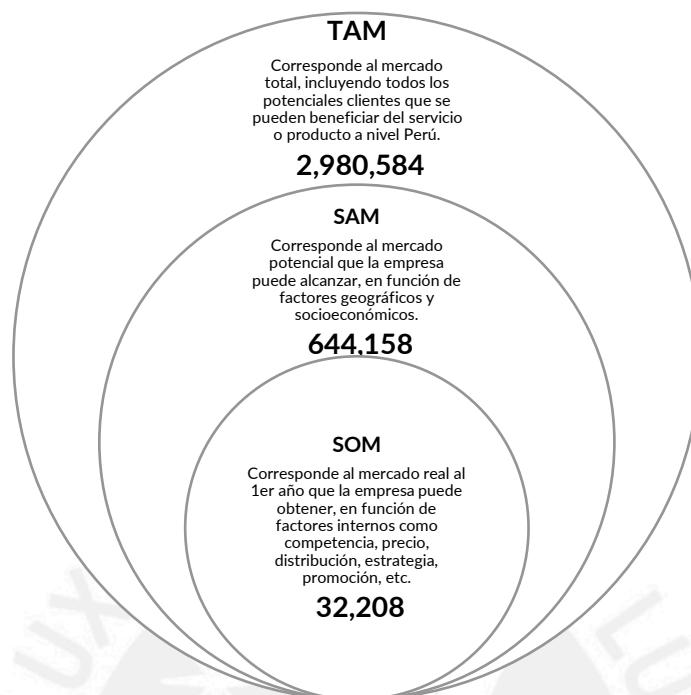 TAM
Corresponde al mercado
total, incluyendo todos los
potenciales clientes que se
pueden beneficiar del servicio
o producto a nivel Perú.
2,980,584
SAM
Corresponde al mercado
potencial que la empresa
puede alcanzar, en función de
factores geográficos y
socioeconómicos.
644,158
SOM
Corresponde al mercado real al
1er año que la empresa puede
obtener, en función de
factores internos como
competencia, precio,
distribución, estrategia,
promoción, etc.
32,208
UX
LU